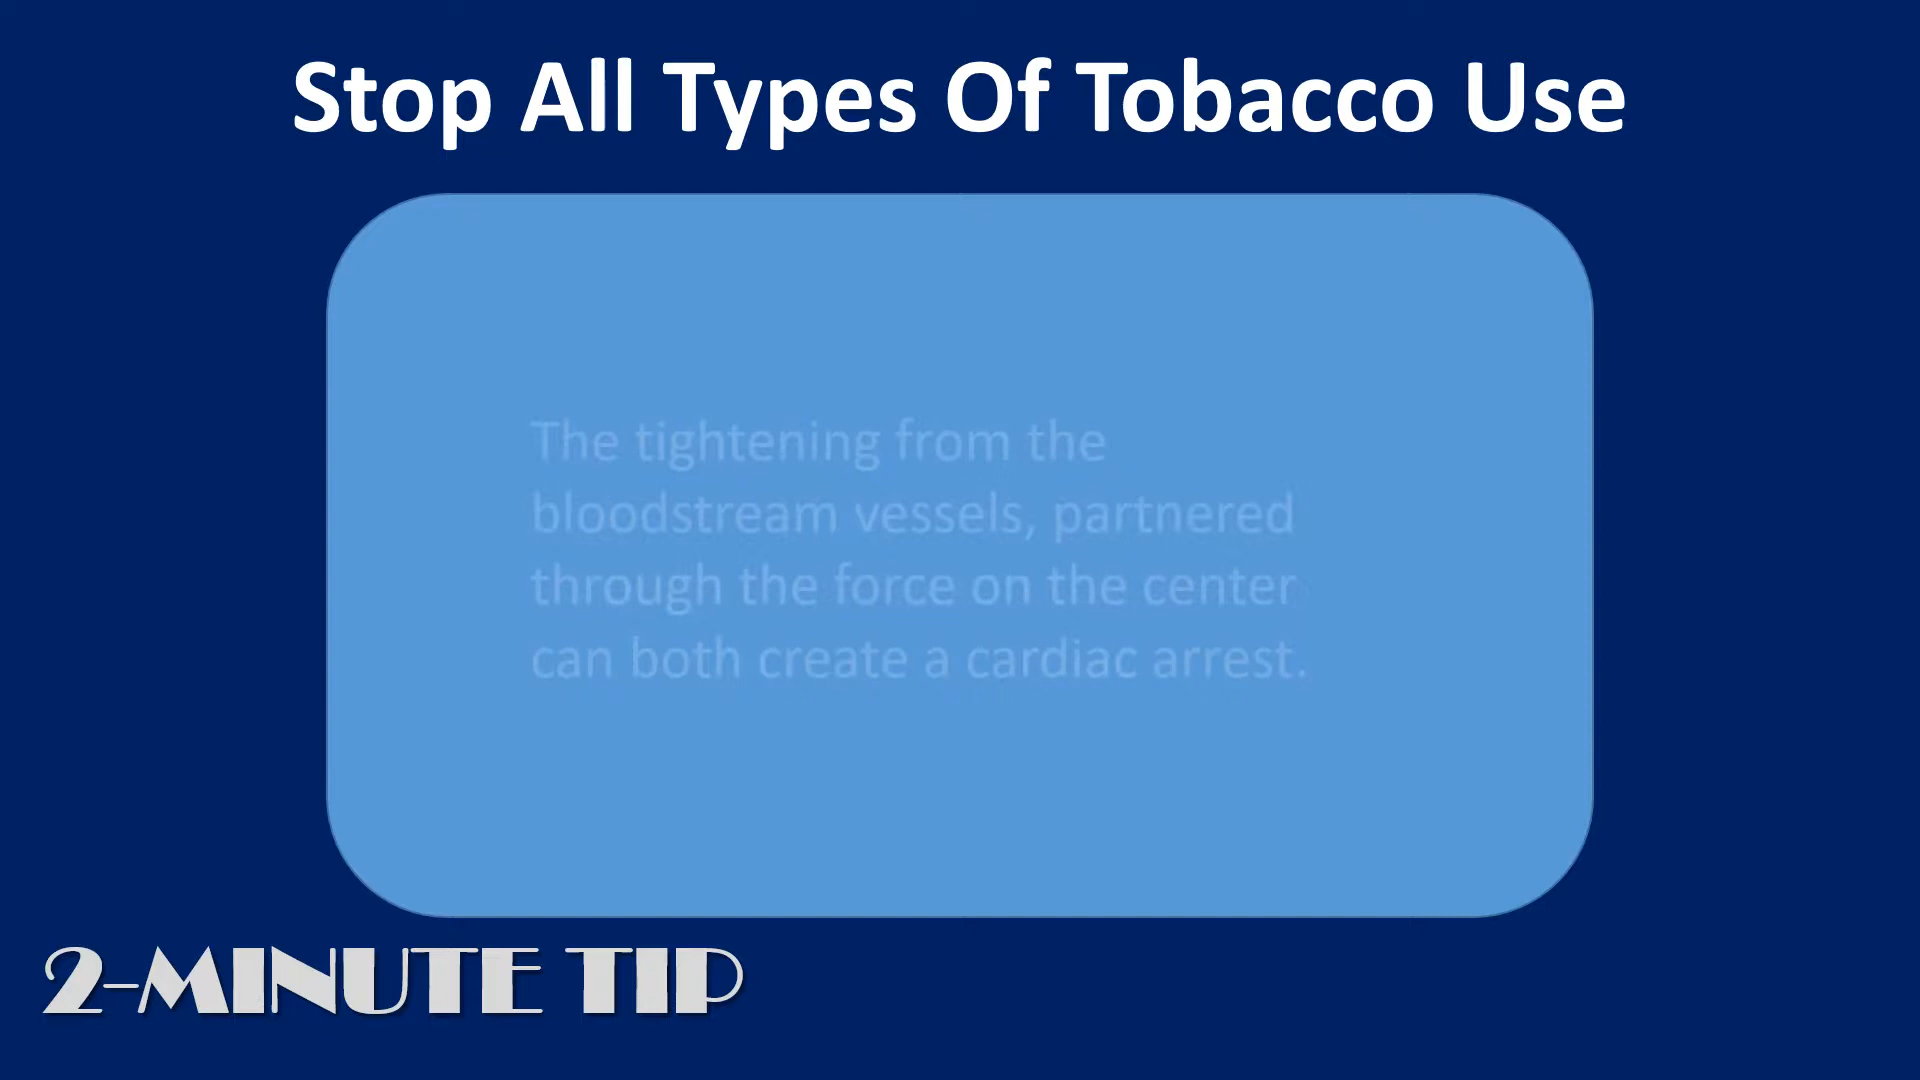 Stop All Types Of Tobacco Use
The tightening from the
bloodstream vessels, partnered
through the force on the center
can both create a cardiac arrest.
2-MINUTE TIP